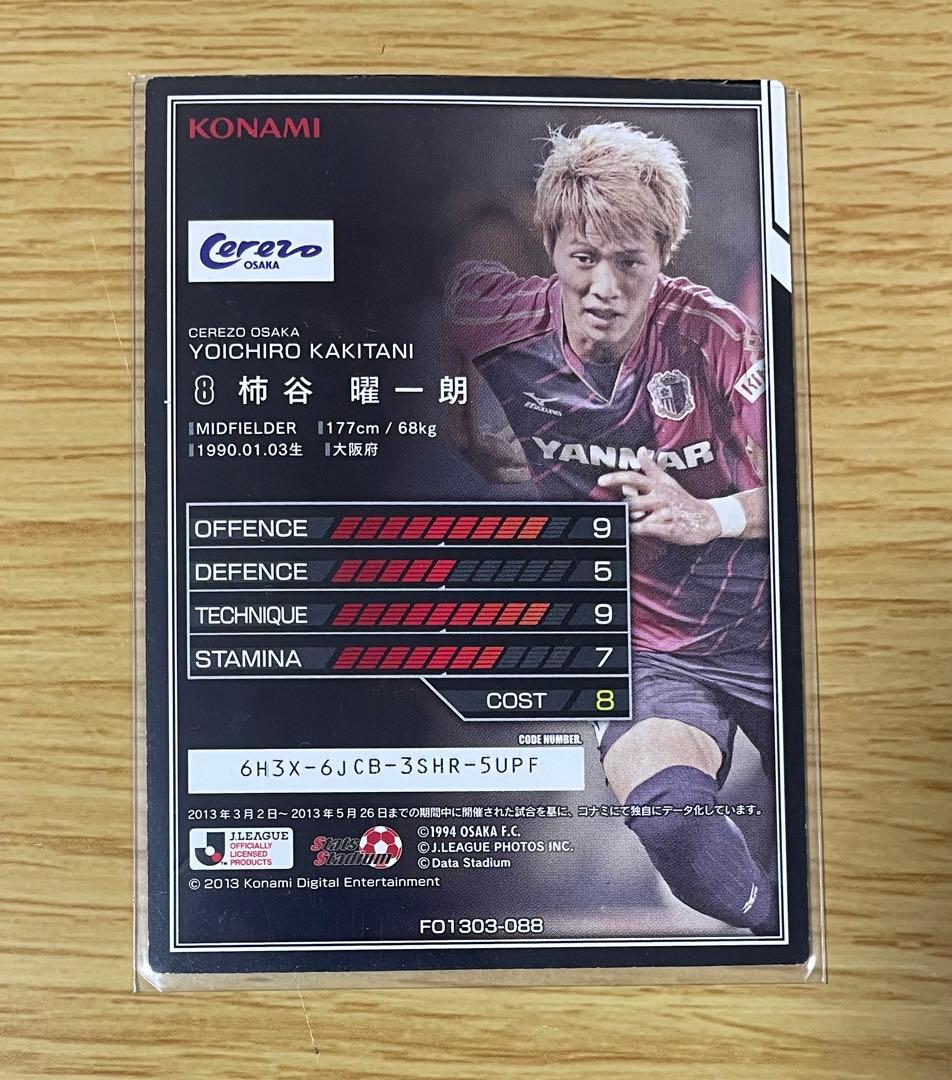 KONAMI
Cerezo
OSAKA
CEREZO OSAKA
YOICHIRO KAKITANI
8 柿谷 曜一朗
MIDFIELDER 177cm / 68kg
1990.01.03生 大阪府
mizuno
YANMAR
OFFENCE 9
DEFENCE 5
TECHNIQUE 9
STAMINA 7
COST 8
CODE NUMBER.
6H3X-6JCB-3SHR-5UPF
2013年3月2日～2013年5月26日までの期間中に開催された試合を基に、コナミにて独自にデータ化しています。
J.LEAGUE
OFFICIALLY
LICENSED
PRODUCTS
Stats
Stadium
©1994 OSAKA F.C.
©J.LEAGUE PHOTOS INC.
©Data Stadium
© 2013 Konami Digital Entertainment
FO1303-088